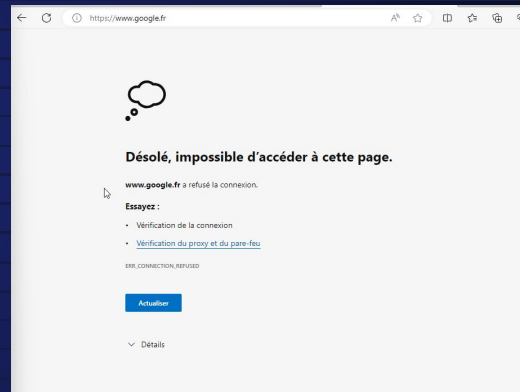 https://www.google.fr
Désolé, impossible d'accéder à cette page.
www.google.fr a refusé la connexion.
Essayez :
• Vérification de la connexion
• Vérification du proxy et du pare-feu
ERR_CONNECTION_REFUSED
Actualiser
Détails